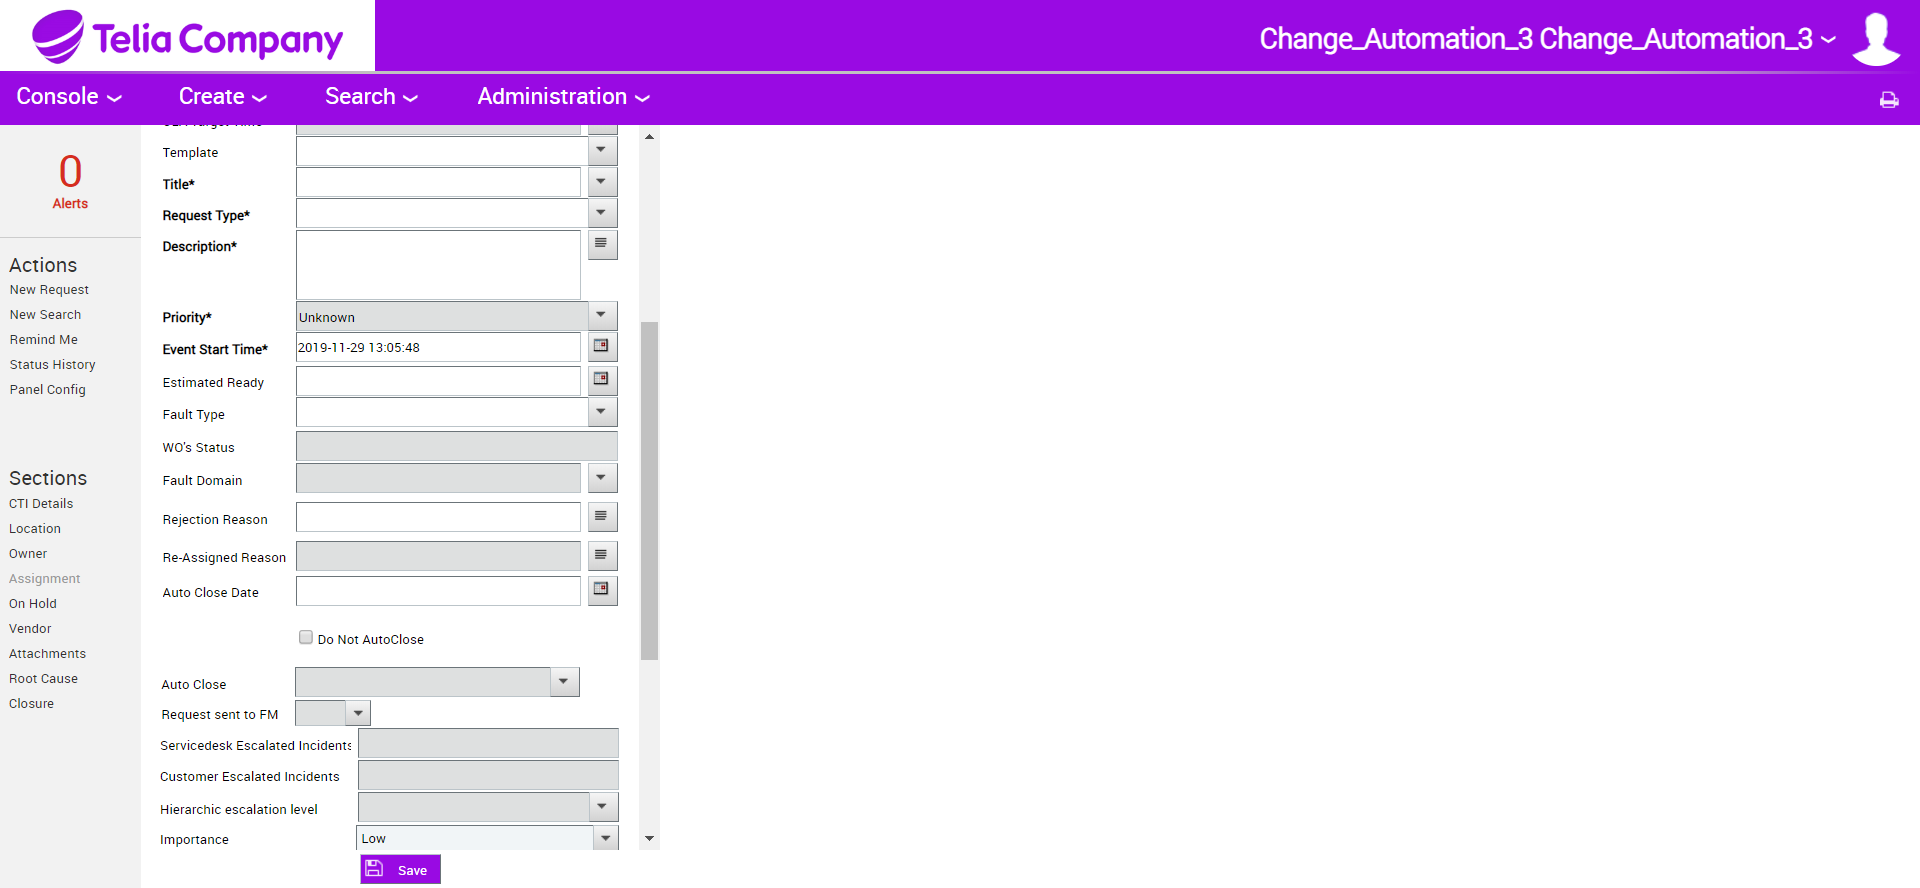 Telia Company
Change_Automation_3 Change_Automation_3
Console
Create
Search
Administration
0
Alerts
Actions
New Request
New Search
Remind Me
Status History
Panel Config
Sections
CTI Details
Location
Owner
Assignment
On Hold
Vendor
Attachments
Root Cause
Closure
Template
Title*
Request Type*
Description*
Priority*
Unknown
Event Start Time*
2019-11-29 13:05:48
Estimated Ready
Fault Type
WO's Status
Fault Domain
Rejection Reason
Re-Assigned Reason
Auto Close Date
Do Not AutoClose
Auto Close
Request sent to FM
Servicedesk Escalated Incidents
Customer Escalated Incidents
Hierarchic escalation level
Importance
Low
Save